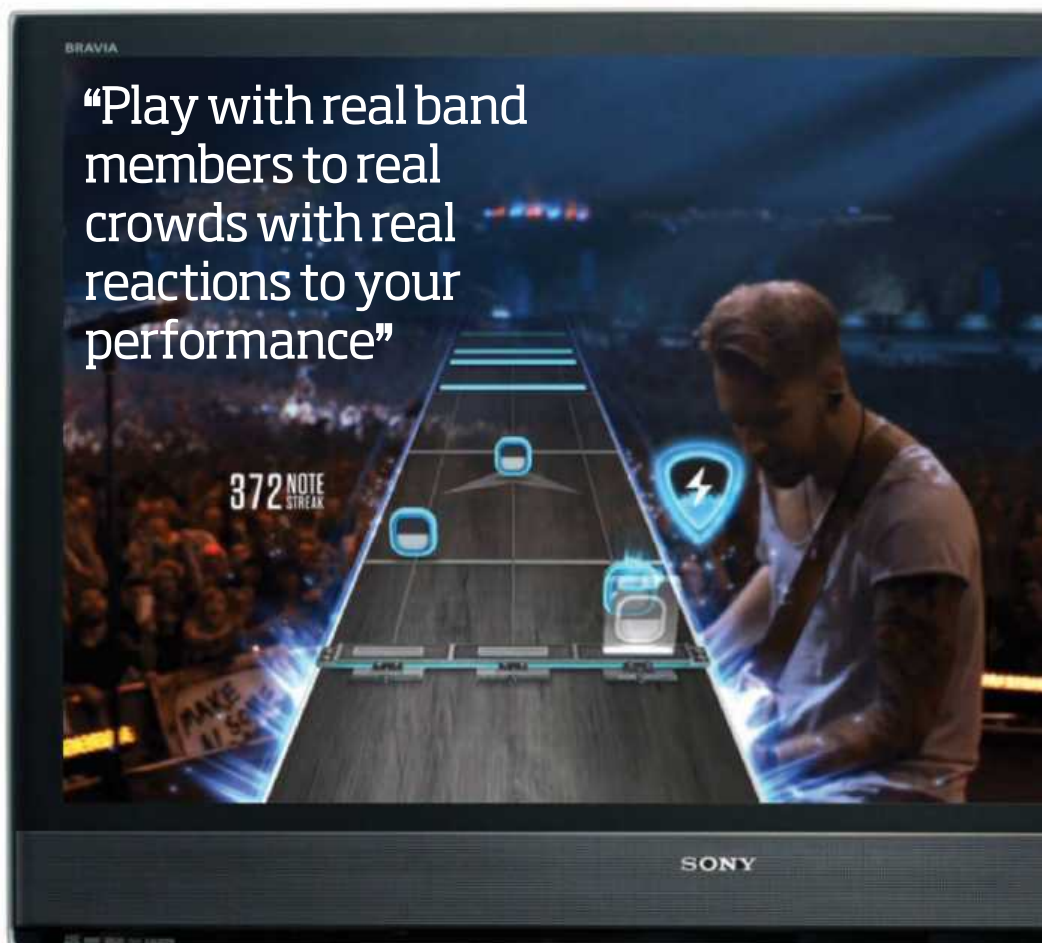 BRAVIA
“Play with real band
members to real
crowds with real
reactions to your
performance”
372 NOTE
STREAK
MAKE
SONY